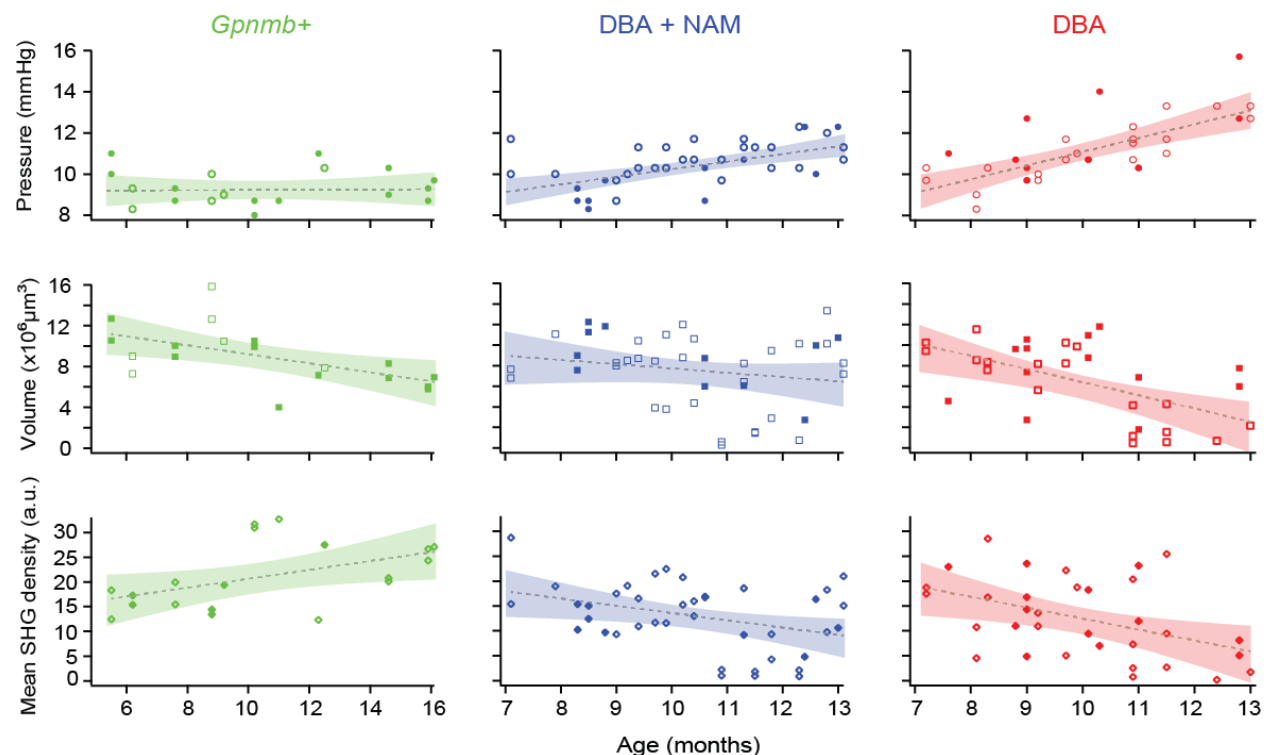 Gpnmb+ DBA + NAM DBA
Pressure (mmHg)
16
14
12
10
8
Volume (x10⁶µm³)
16
12
8
4
0
Mean SHG density (a.u.)
30
25
20
15
10
5
0
6 8 10 12 14 16 7 8 9 10 11 12 13 7 8 9 10 11 12 13
Age (months)